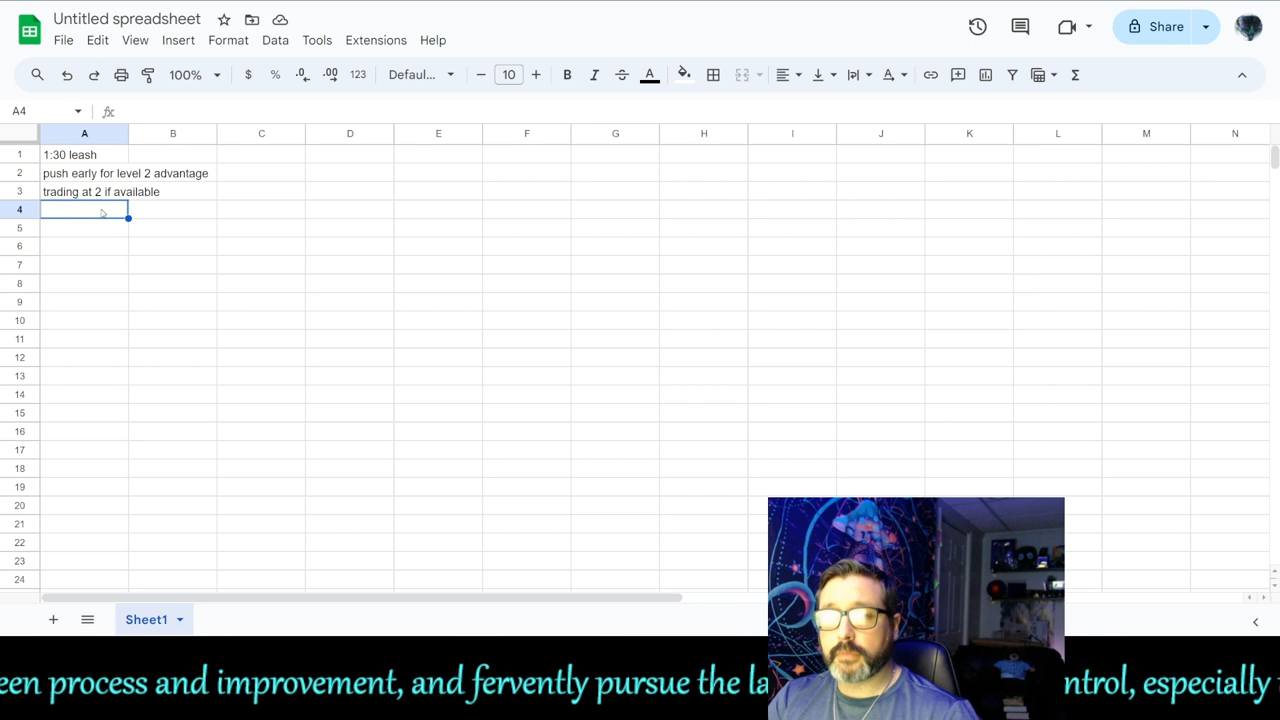 Untitled spreadsheet
File Edit View Insert Format Data Tools Extensions Help
Share
100% $ % .0 .00 123 Defaul... 10 B I A
A4 fx
A B C D E F G H I J K L M N
1 1:30 leash
2 push early for level 2 advantage
3 trading at 2 if available
4
5
6
7
8
9
10
11
12
13
14
15
16
17
18
19
20
21
22
23
24
Sheet1
een process and improvement, and fervently pursue the la
ntrol, especially